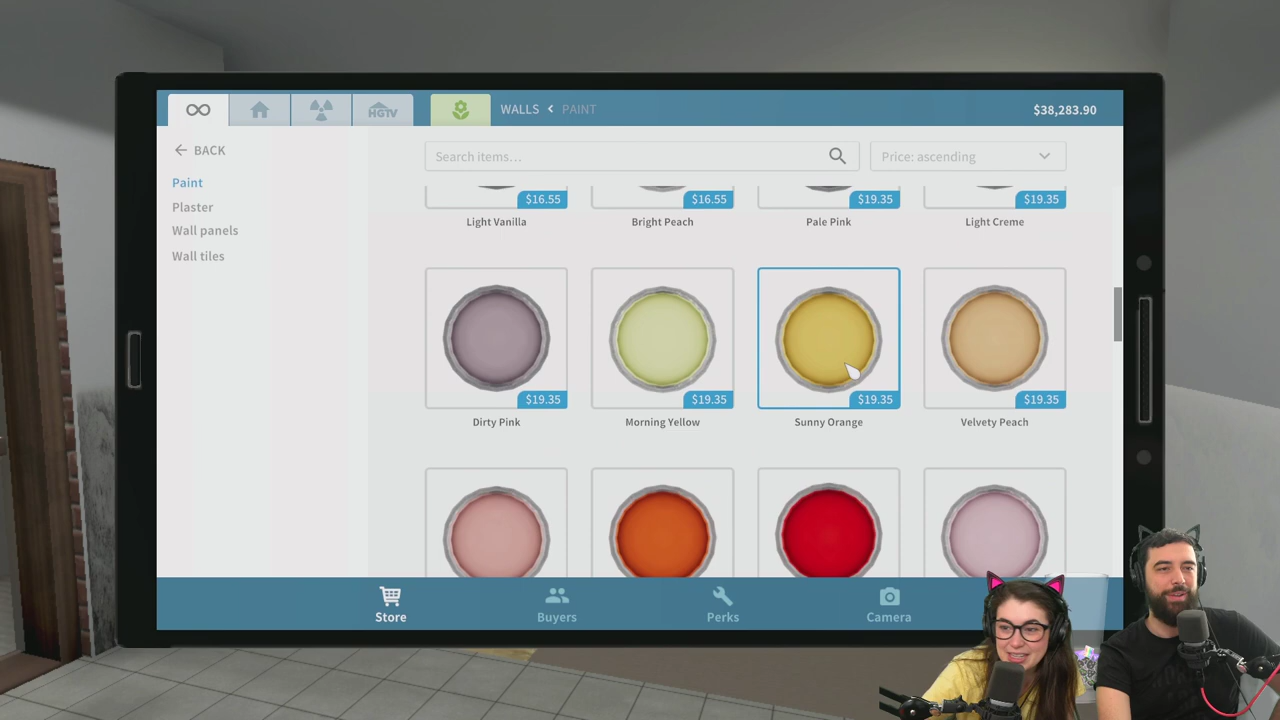 HGTV
WALLS < PAINT
$38,283.90
BACK
Search items...
Price: ascending
Paint
Plaster
Wall panels
Wall tiles
$16.55
$16.55
$19.35
$19.35
Light Vanilla
Bright Peach
Pale Pink
Light Creme
$19.35
$19.35
$19.35
$19.35
Dirty Pink
Morning Yellow
Sunny Orange
Velvety Peach
Store
Buyers
Perks
Camera